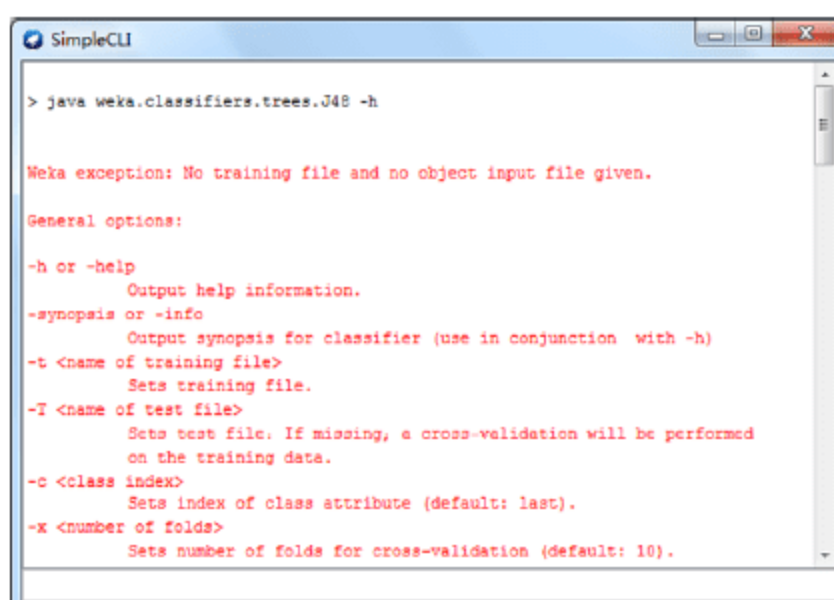 SimpleCLI
> java weka.classifiers.trees.J48 -h
Weka exception: No training file and no object input file given.
General options:
-h or -help
Output help information.
-synopsis or -info
Output synopsis for classifier (use in conjunction  with -h)
-t <name of training file>
Sets training file.
-T <name of test file>
Sets test file. If missing, a cross-validation will be performed
on the training data.
-c <class index>
Sets index of class attribute (default: last).
-x <number of folds>
Sets number of folds for cross-validation (default: 10).